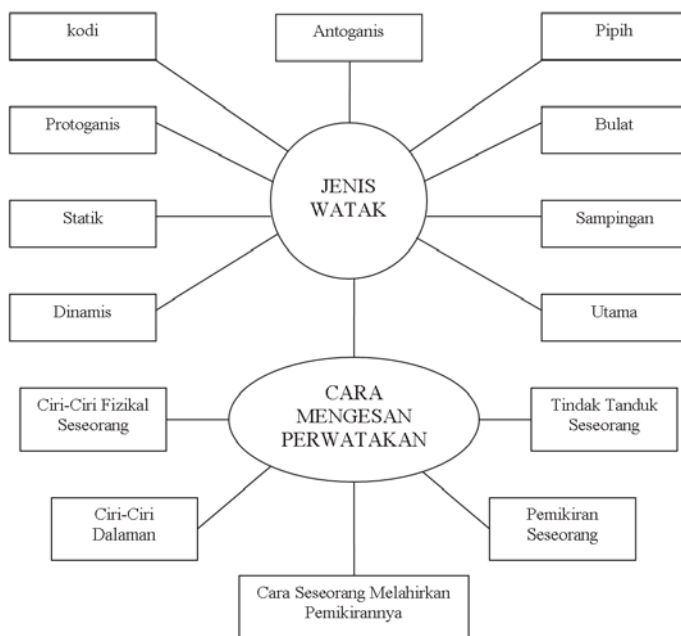 kodi
Antoganis
Pipih
Protoganis
Bulat
JENIS
WATAK
Statik
Sampingan
Dinamis
Utama
CARA
MENGESAN
PERWATAKAN
Ciri-Ciri Fizikal
Seseorang
Tindak Tanduk
Seseorang
Ciri-Ciri
Dalaman
Pemikiran
Seseorang
Cara Seseorang Melahirkan
Pemikirannya